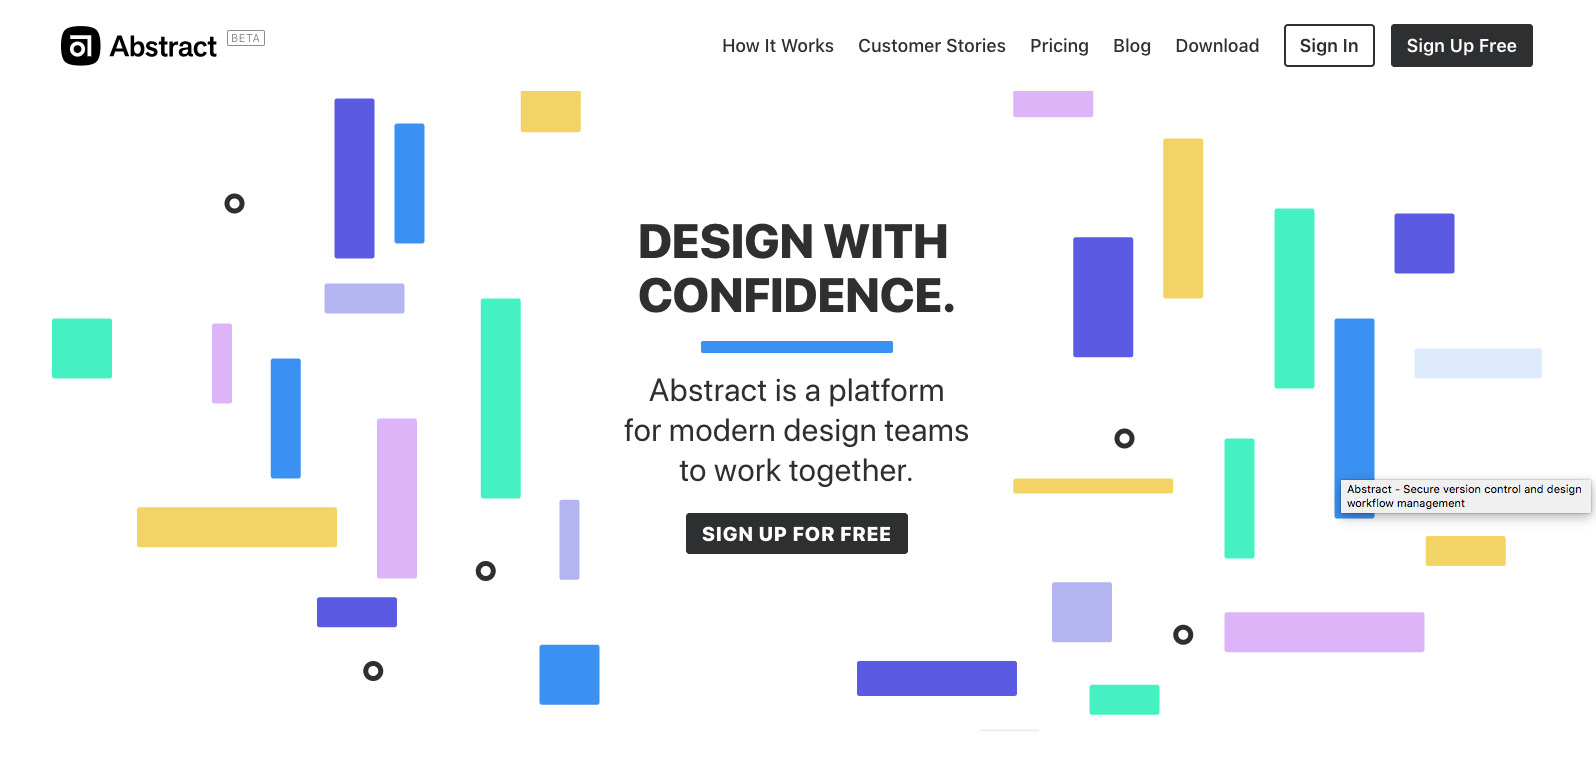 Abstract BETA
How It Works Customer Stories Pricing Blog Download Sign In Sign Up Free
DESIGN WITH
CONFIDENCE.
Abstract is a platform
for modern design teams
to work together.
SIGN UP FOR FREE
Abstract - Secure version control and design
workflow management